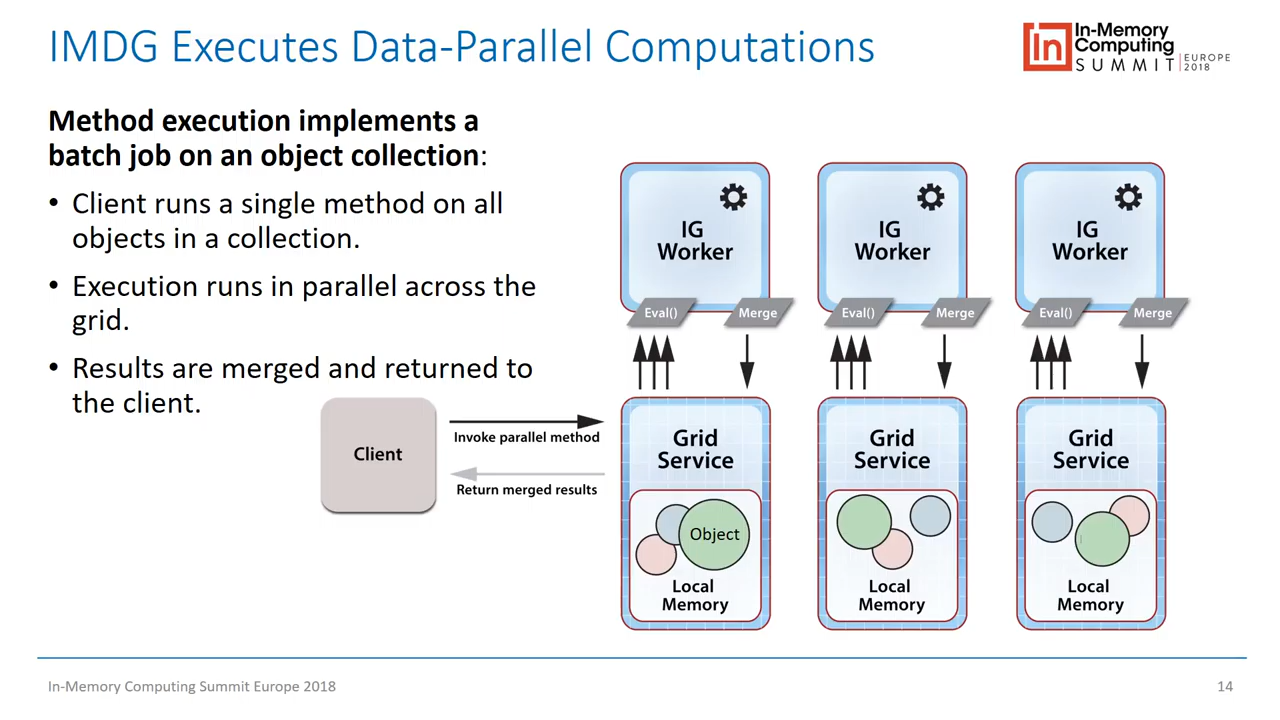 IMDG Executes Data-Parallel Computations
In-Memory
Computing
SUMMIT
EUROPE
2018
in
Method execution implements a
batch job on an object collection:
• Client runs a single method on all
objects in a collection.
• Execution runs in parallel across the
grid.
• Results are merged and returned to
the client.
IG
Worker
Eval()
Merge
IG
Worker
Eval()
Merge
IG
Worker
Eval()
Merge
Client
Invoke parallel method
Return merged results
Grid
Service
Object
Local
Memory
Grid
Service
Local
Memory
Grid
Service
Local
Memory
In-Memory Computing Summit Europe 2018
14